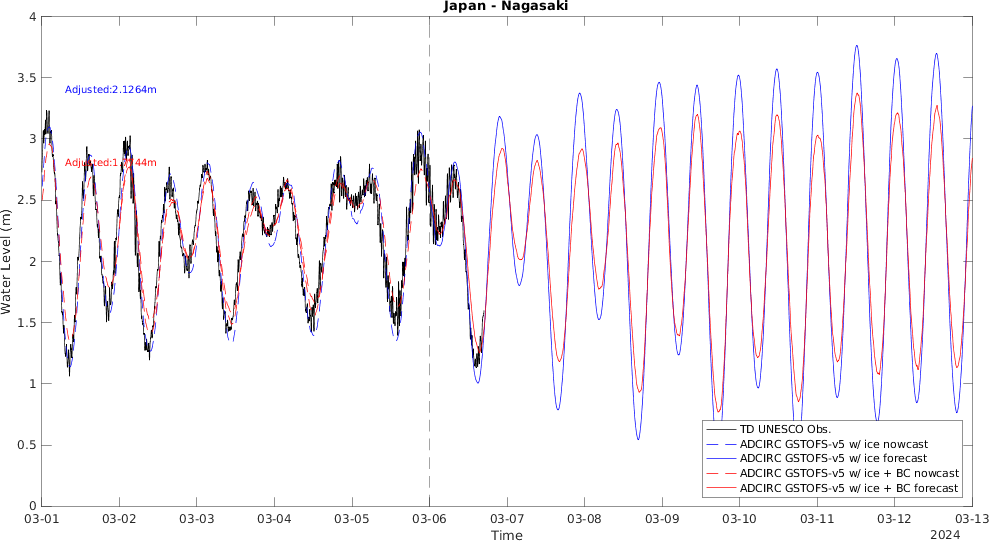 Japan - Nagasaki
Water Level (m)
4
3.5
3
2.5
2
1.5
1
0.5
0
Adjusted:2.1264m
TD UNESCO Obs.
ADCIRC GSTOFS-v5 w/ ice nowcast
ADCIRC GSTOFS-v5 w/ ice forecast
ADCIRC GSTOFS-v5 w/ ice + BC nowcast
ADCIRC GSTOFS-v5 w/ ice + BC forecast
03-01 03-02 03-03 03-04 03-05 03-06 03-07 03-08 03-09 03-10 03-11 03-12 03-13
Time
2024